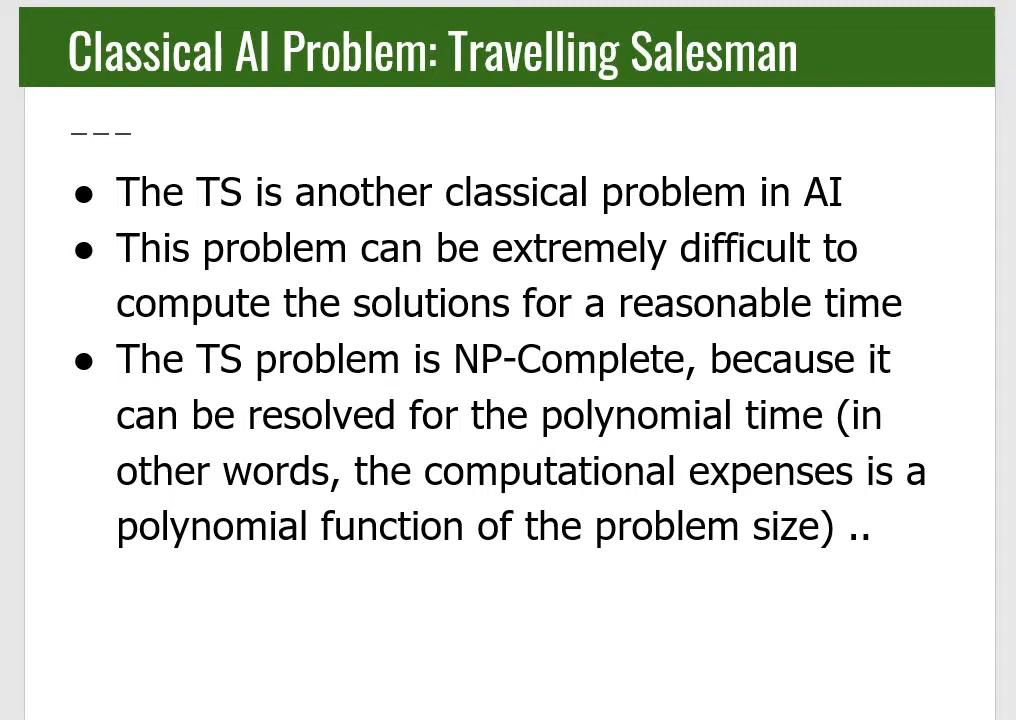 Classical AI Problem: Travelling Salesman
___
● The TS is another classical problem in AI
● This problem can be extremely difficult to
compute the solutions for a reasonable time
● The TS problem is NP-Complete, because it
can be resolved for the polynomial time (in
other words, the computational expenses is a
polynomial function of the problem size) ..